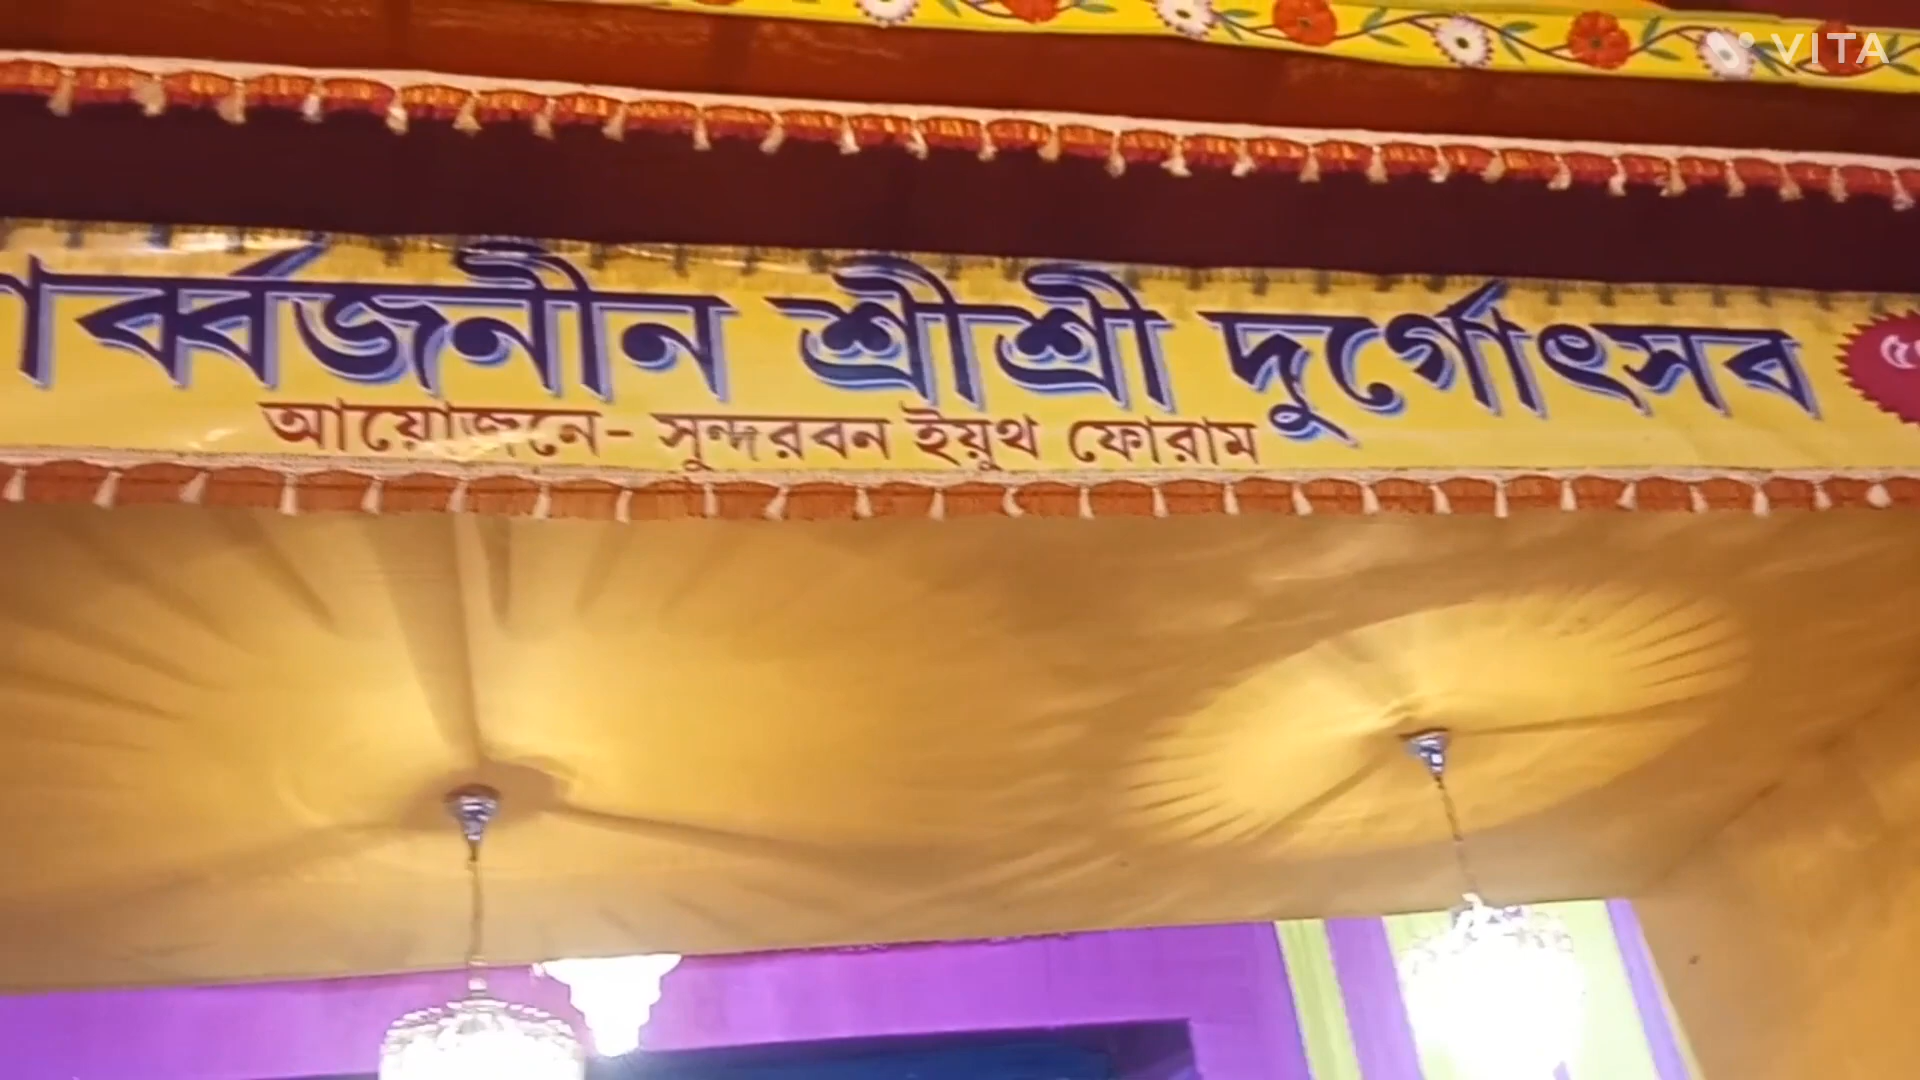 VITA
র্ব্বজনীন শ্রীশ্রী দুর্গোৎসব
আয়োজনে- সুন্দরবন ইয়ুথ ফোরাম